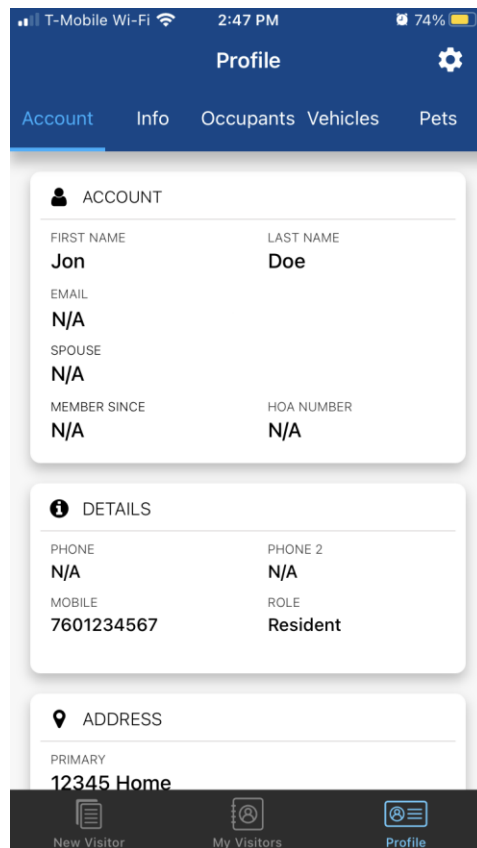 T-Mobile Wi-Fi 2:47 PM 74%
Profile
Account Info Occupants Vehicles Pets
ACCOUNT
FIRST NAME LAST NAME
Jon Doe
EMAIL
N/A
SPOUSE
N/A
MEMBER SINCE HOA NUMBER
N/A N/A
DETAILS
PHONE PHONE 2
N/A N/A
MOBILE ROLE
7601234567 Resident
ADDRESS
PRIMARY
12345 Home
New Visitor My Visitors Profile